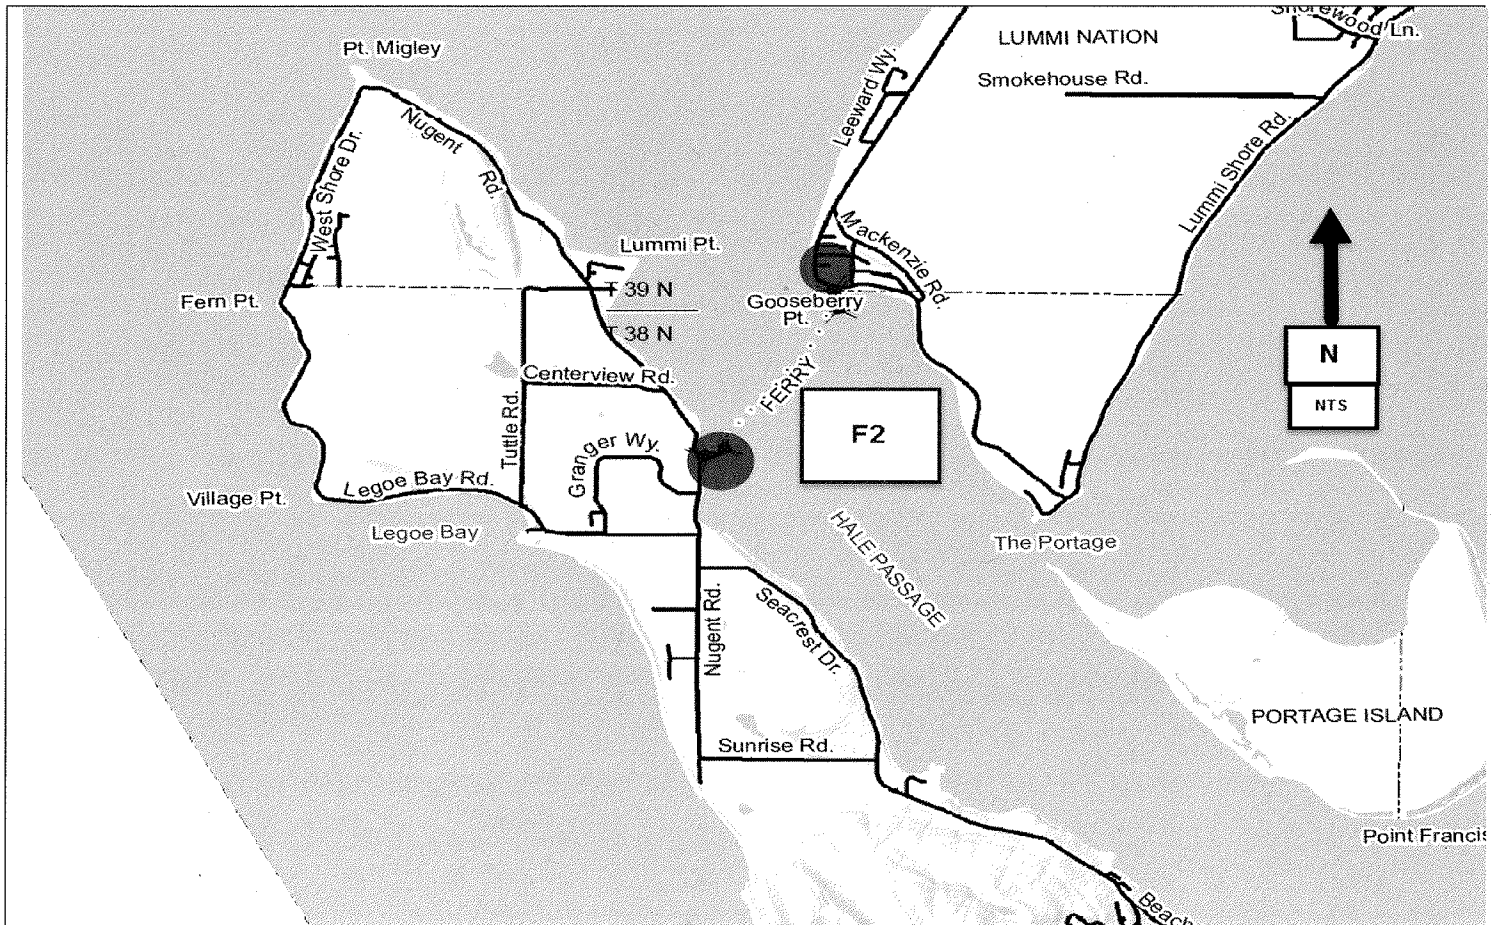 Shorewood Ln.
LUMMI NATION
Pt. Migley
Smokehouse Rd.
Leeward Wy.
Nugent
Rd.
West Shore Dr.
Lummi Shore Rd.
Mackenzie Rd.
Lummi Pt.
T 39 N
Fern Pt.
Gooseberry
Pt.
T 38 N
N
NTS
Centerview Rd.
FERRY
Tuttle Rd.
F2
Granger Wy.
Legoe Bay Rd.
Village Pt.
Legoe Bay
HALE PASSAGE
The Portage
Nugent Rd.
Seacrest Dr.
PORTAGE ISLAND
Sunrise Rd.
Point Francis
Beach